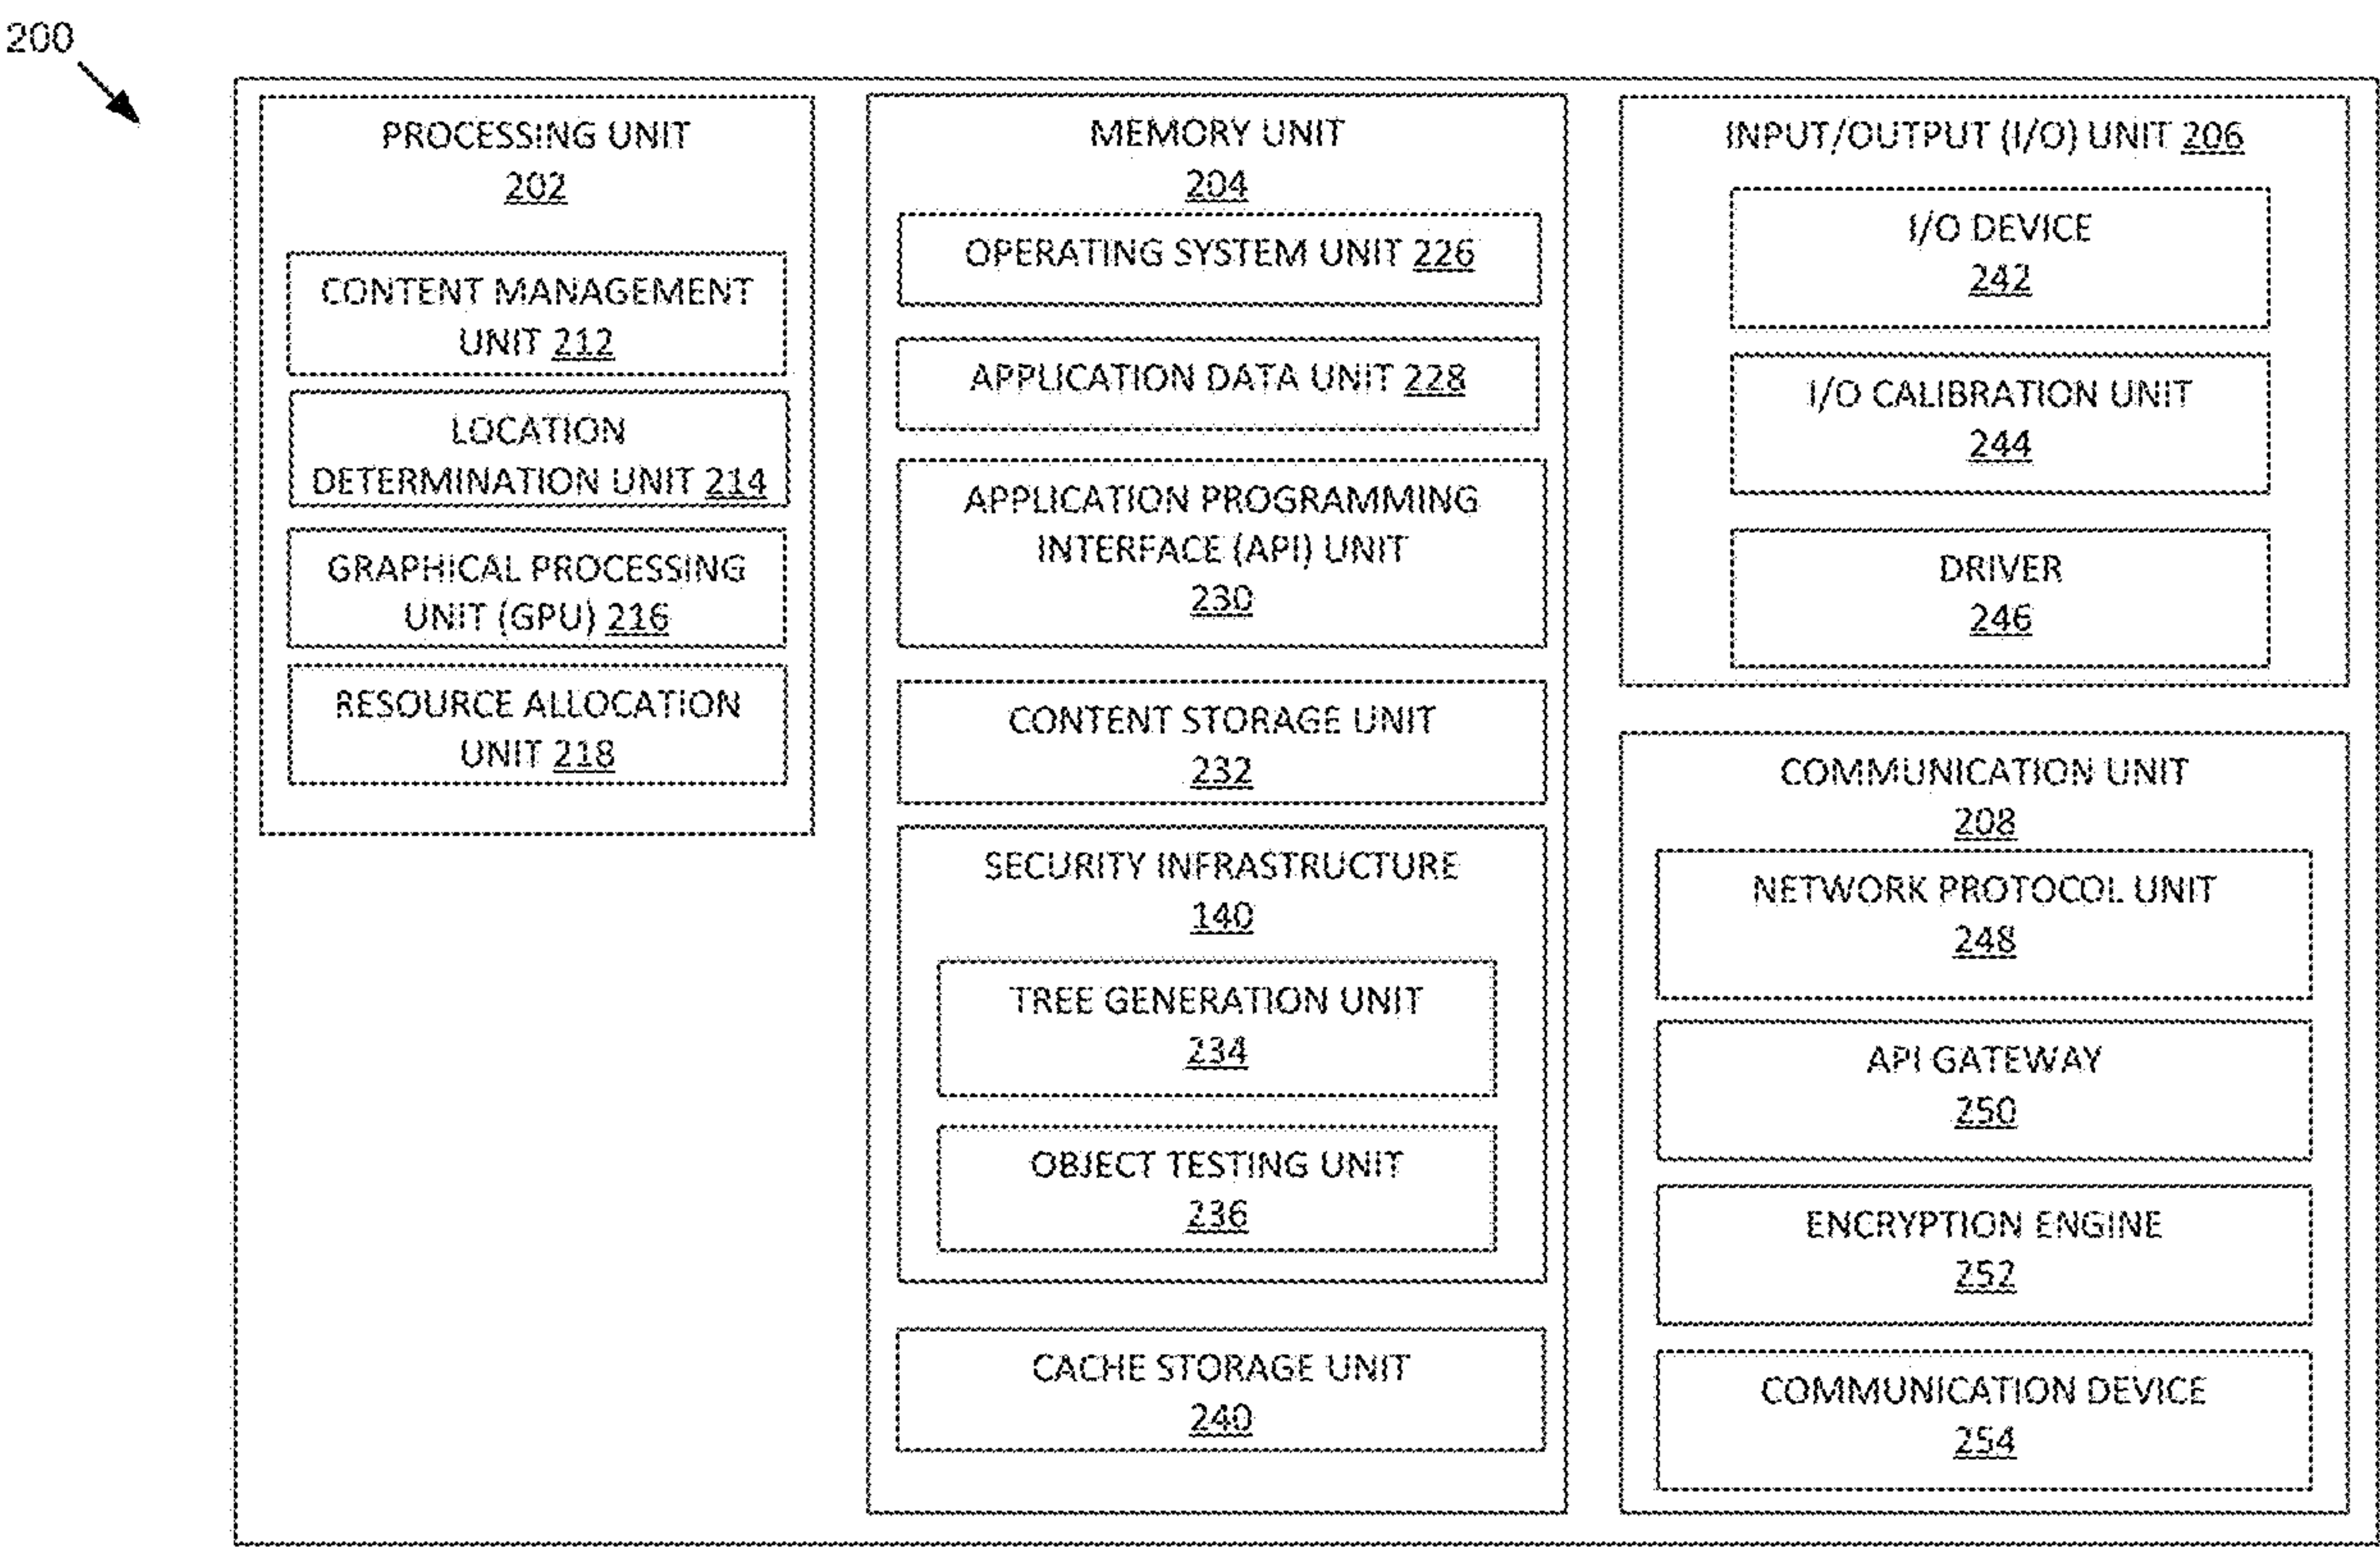 200
PROCESSING UNIT
202
CONTENT MANAGEMENT
UNIT 212
LOCATION
DETERMINATION UNIT 214
GRAPHICAL PROCESSING
UNIT (GPU) 216
RESOURCE ALLOCATION
UNIT 218
MEMORY UNIT
204
OPERATING SYSTEM UNIT 226
APPLICATION DATA UNIT 228
APPLICATION PROGRAMMING
INTERFACE (API) UNIT
230
CONTENT STORAGE UNIT
232
SECURITY INFRASTRUCTURE
140
TREE GENERATION UNIT
234
OBJECT TESTING UNIT
236
CACHE STORAGE UNIT
240
INPUT/OUTPUT (I/O) UNIT 206
I/O DEVICE
242
I/O CALIBRATION UNIT
244
DRIVER
246
COMMUNICATION UNIT
208
NETWORK PROTOCOL UNIT
248
API GATEWAY
250
ENCRYPTION ENGINE
252
COMMUNICATION DEVICE
254